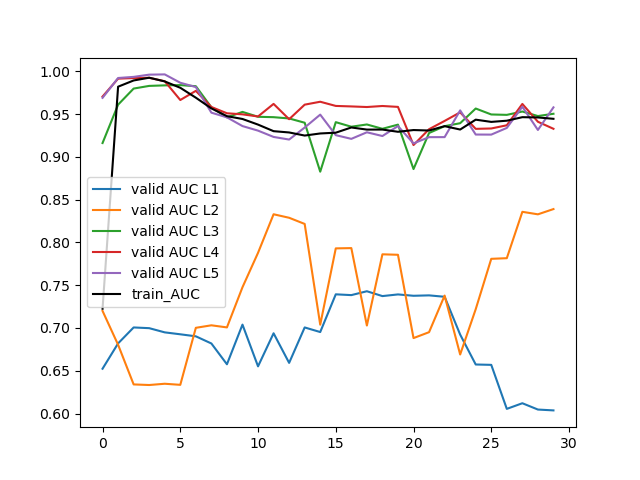 1.00
0.95
0.90
0.85
0.80
0.75
0.70
0.65
0.60
valid AUC L1
valid AUC L2
valid AUC L3
valid AUC L4
valid AUC L5
train_AUC
0 5 10 15 20 25 30